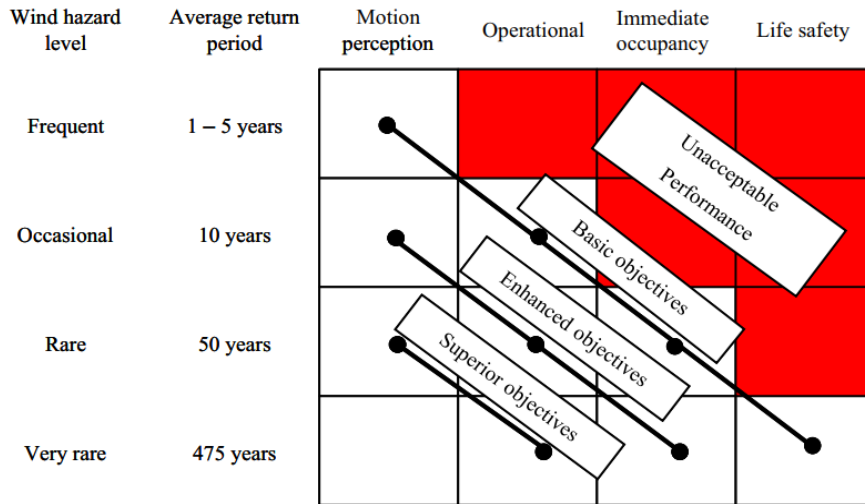 Wind hazard
level
Average return
period
Motion
perception
Operational
Immediate
occupancy
Life safety
Frequent
1 – 5 years
Unacceptable
Performance
Occasional
10 years
Basic objectives
Enhanced objectives
Rare
50 years
Superior objectives
Very rare
475 years